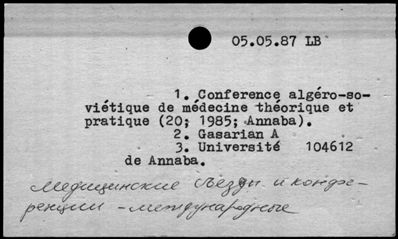 05.05.87 LB
1. Conference algéro-so-
viétique de médecine théorique et
pratique (20; 1985; Annaba).
2. Gasarian A
3. Université 104612
de Annaba.
Медицинские съезды и конфе-
ренции - международные